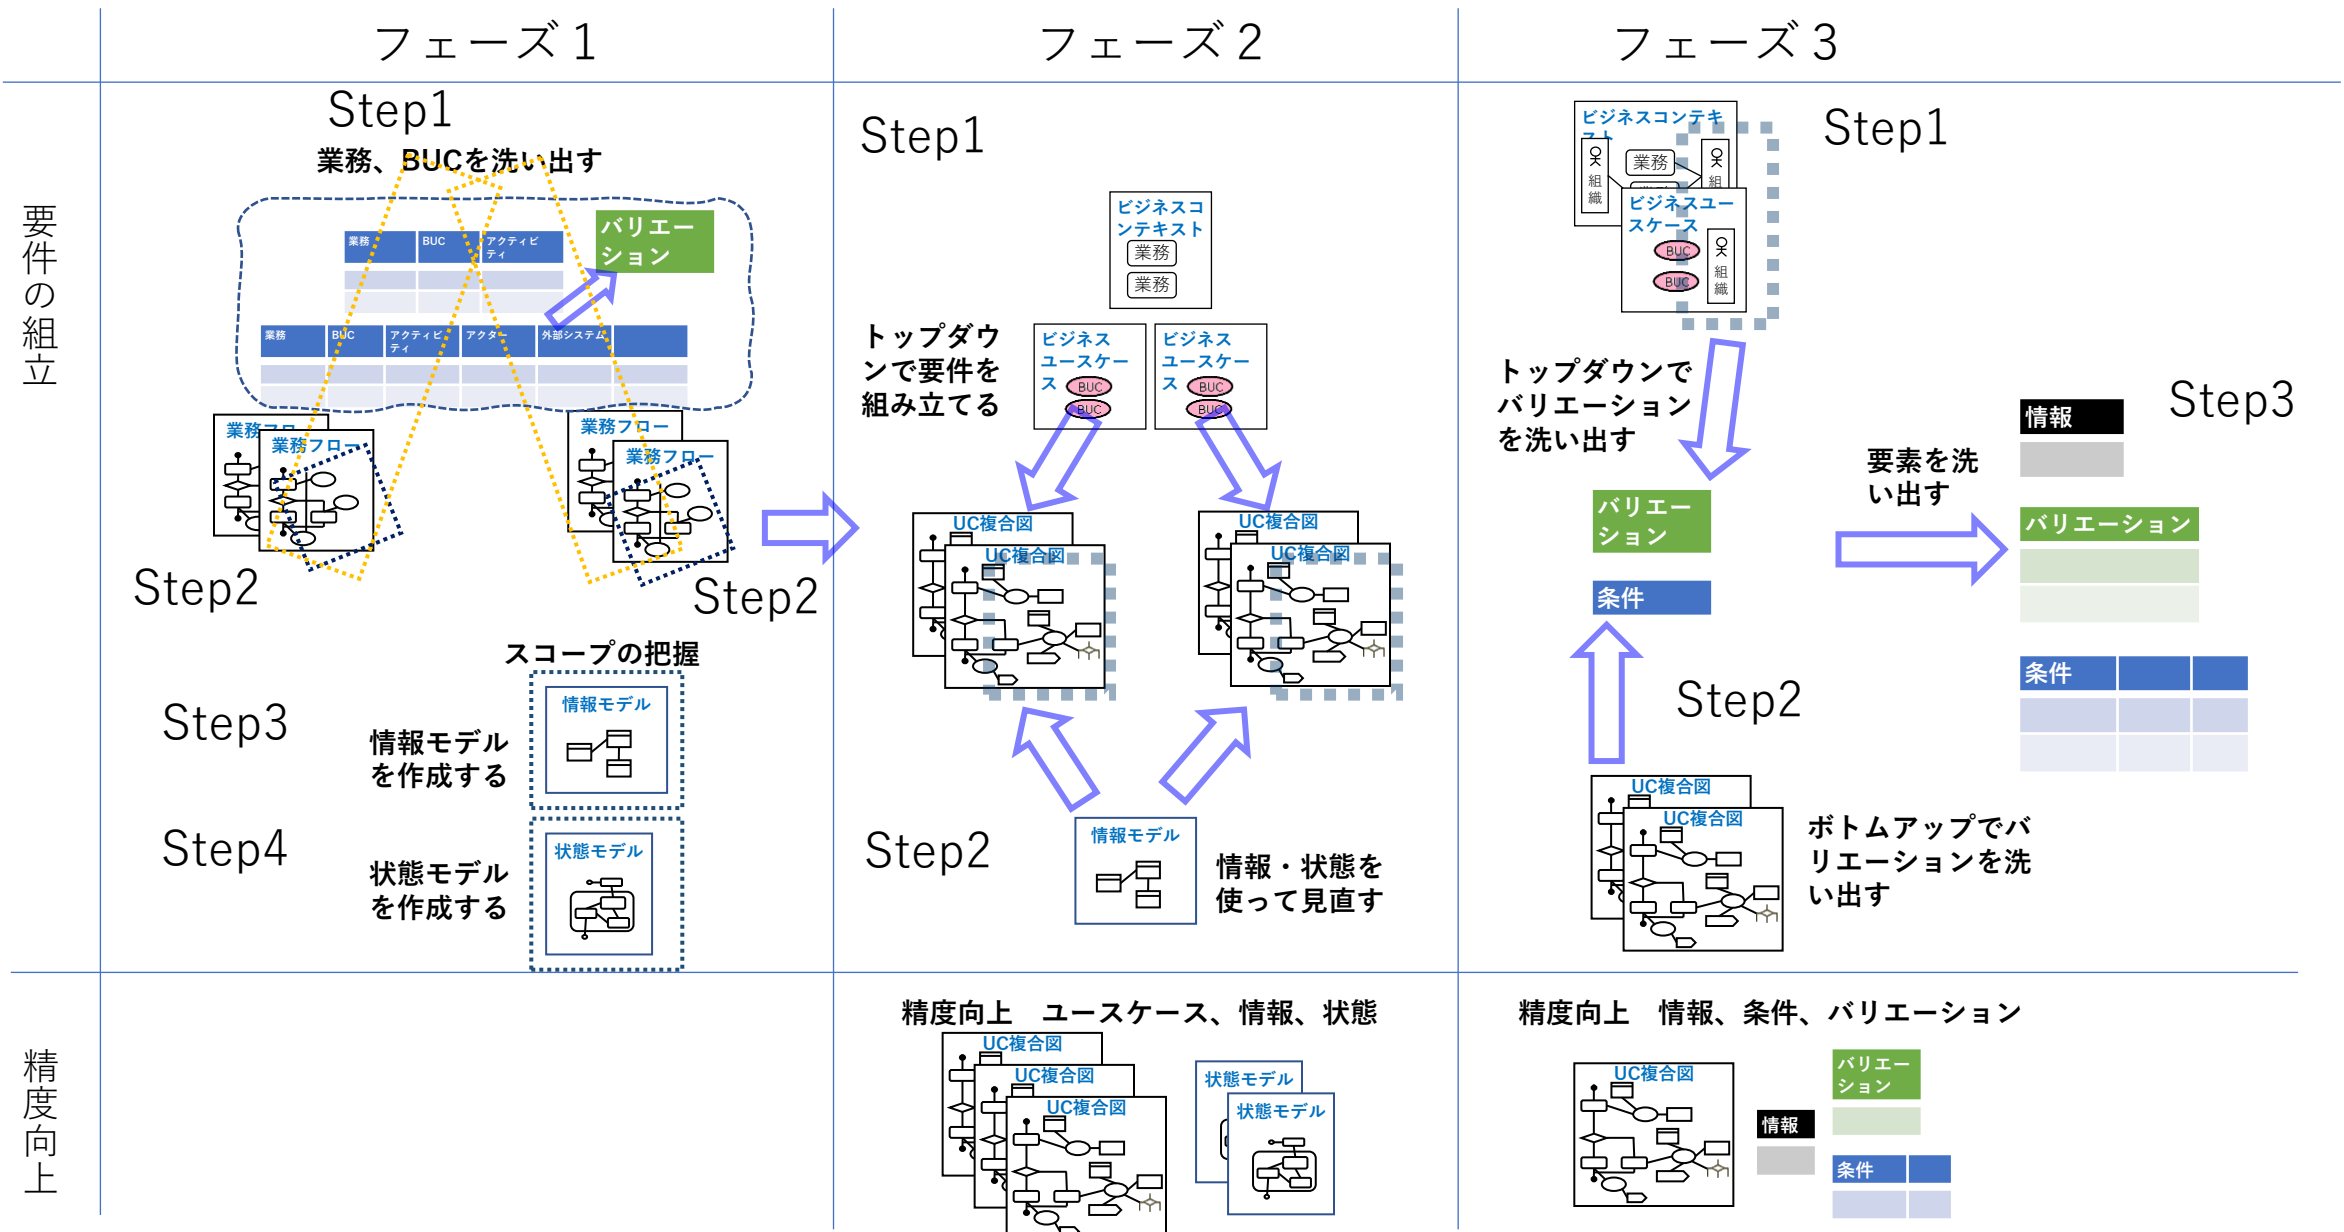 フェーズ1
フェーズ2
フェーズ3
要件の組立
Step1
業務、BUCを洗い出す
バリエー
ション
業務
BUC
アクティビ
ティ
業務
BUC
アクティビ
ティ
アクター
外部システム
業務フロー
業務フロー
業務フロー
業務フロー
Step2
Step2
スコープの把握
Step3
情報モデル
を作成する
情報モデル
Step4
状態モデル
を作成する
状態モデル
Step1
ビジネスコ
ンテキスト
業務
業務
トップダウ
ンで要件を
組み立てる
ビジネス
ユースケー
ス
BUC
BUC
ビジネス
ユースケー
ス
BUC
BUC
UC複合図
UC複合図
UC複合図
UC複合図
Step2
情報モデル
情報・状態を
使って見直す
Step1
ビジネスコンテキ
スト
組織
業務
業務
組
ビジネスユー
スケース
BUC
BUC
組織
トップダウンで
バリエーション
を洗い出す
バリエー
ション
条件
Step2
UC複合図
UC複合図
ボトムアップでバ
リエーションを洗
い出す
Step3
要素を洗
い出す
情報
バリエーション
条件
精度向上
精度向上　ユースケース、情報、状態
UC複合図
UC複合図
UC複合図
状態モデル
状態モデル
精度向上　情報、条件、バリエーション
UC複合図
情報
バリエー
ション
条件